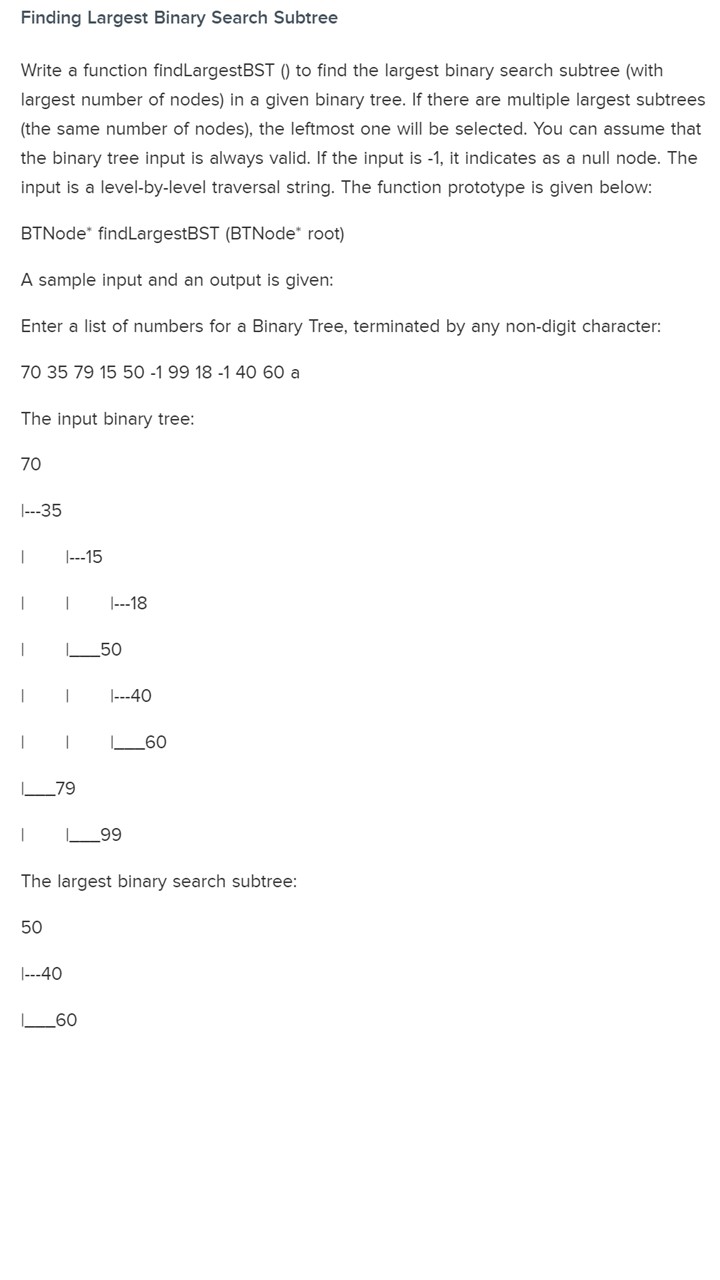 Finding Largest Binary Search Subtree
Write a function findLargestBST () to find the largest binary search subtree (with
largest number of nodes) in a given binary tree. If there are multiple largest subtrees
(the same number of nodes), the leftmost one will be selected. You can assume that
the binary tree input is always valid. If the input is -1, it indicates as a null node. The
input is a level-by-level traversal string. The function prototype is given below:
BTNode* findLargestBST (BTNode* root)
A sample input and an output is given:
Enter a list of numbers for a Binary Tree, terminated by any non-digit character:
70 35 79 15 50 -1 99 18 -1 40 60 a
The input binary tree:
70
|---35
| |---15
| | |---18
| |___50
| | |---40
| | |___60
|___79
| |___99
The largest binary search subtree:
50
|---40
|___60